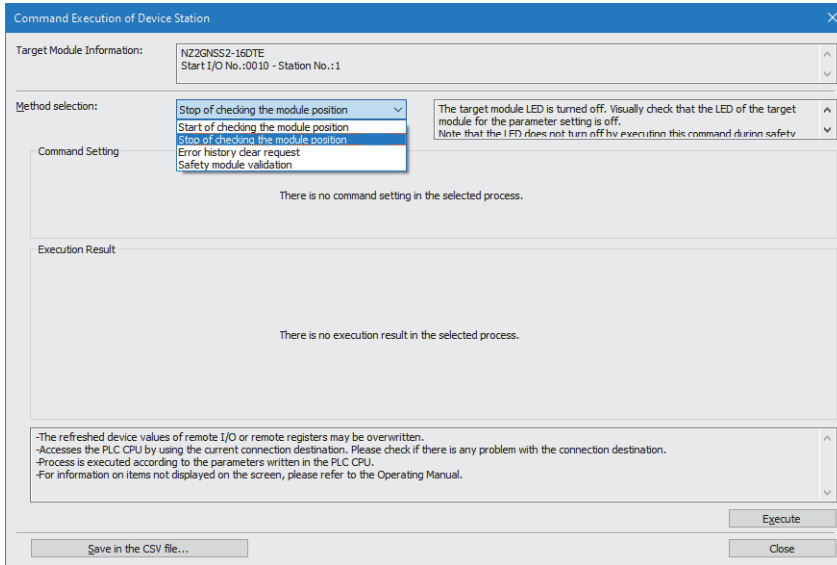 Command Execution of Device Station
Target Module Information:
NZ2GNSS2-16DTE
Start I/O No.:0010 - Station No.:1
Method selection:
Stop of checking the module position
Start of checking the module position
Stop of checking the module position
Error history clear request
Safety module validation
The target module LED is turned off. Visually check that the LED of the target
module for the parameter setting is off.
Note that the LED does not turn off by executing this command during safety
Command Setting
There is no command setting in the selected process.
Execution Result
There is no execution result in the selected process.
-The refreshed device values of remote I/O or remote registers may be overwritten.
-Accesses the PLC CPU by using the current connection destination. Please check if there is any problem with the connection destination.
-Process is executed according to the parameters written in the PLC CPU.
-For information on items not displayed on the screen, please refer to the Operating Manual.
Execute
Save in the CSV file...
Close